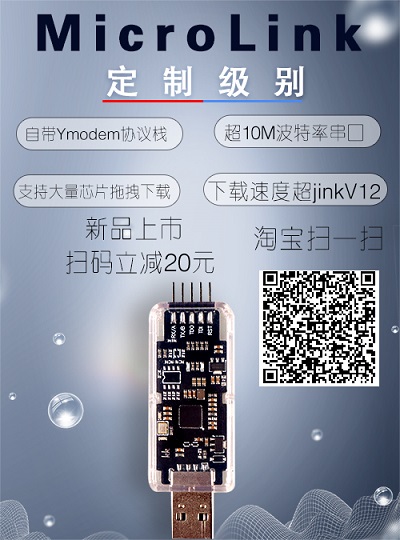 MicroLink
定制级别
自带Ymodem协议栈
超10M波特率串口
支持大量芯片拖拽下载
下载速度超jinkV12
新品上市
淘宝扫一扫
扫码立减20元